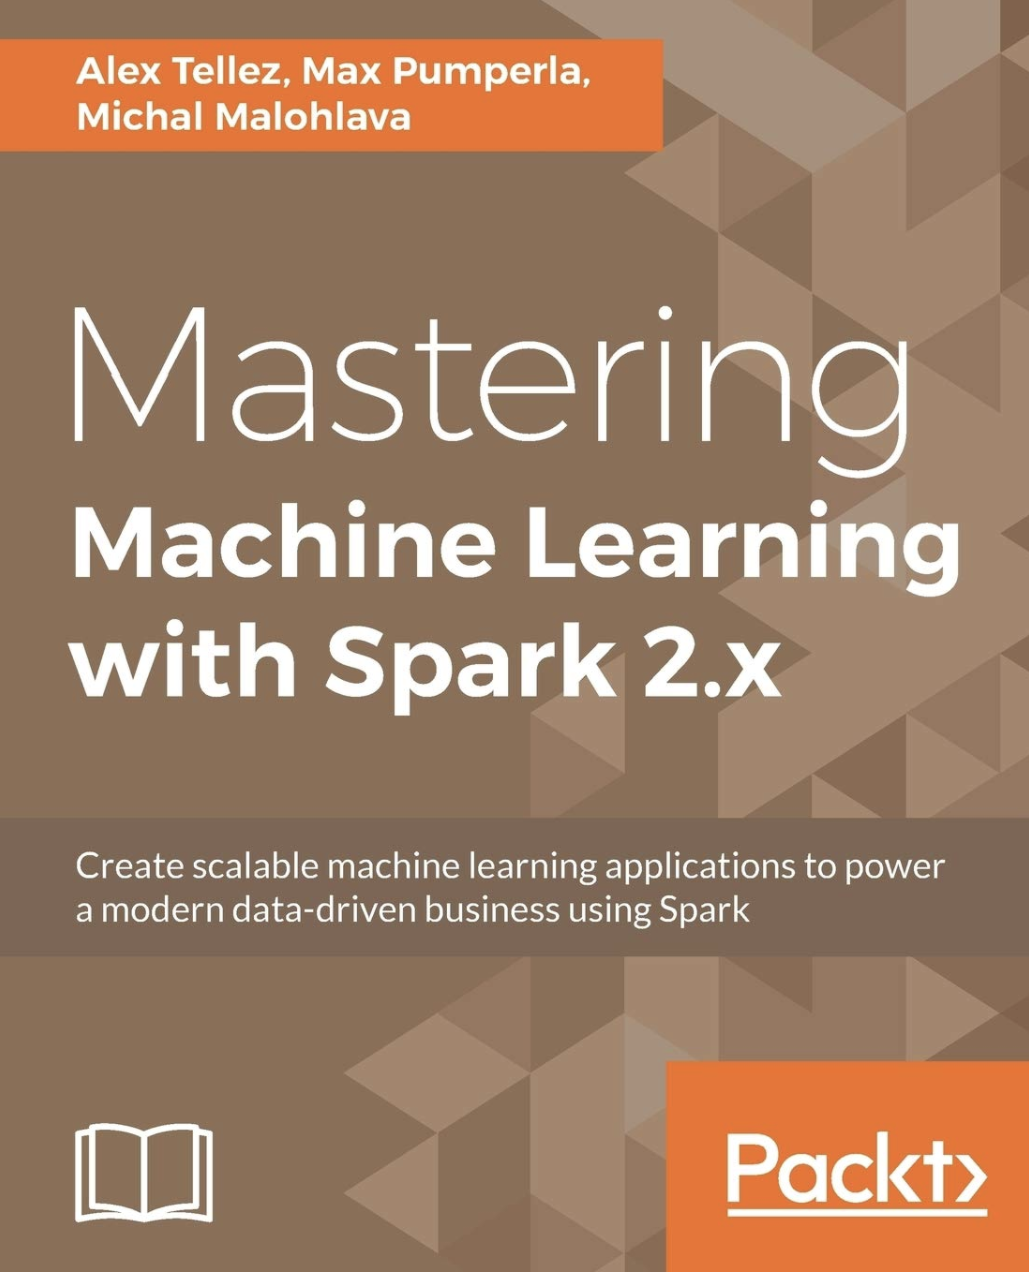 Alex Tellez, Max Pumperla,
Michal Malohlava
Mastering
Machine Learning
with Spark 2.x
Create scalable machine learning applications to power
a modern data-driven business using Spark
Packt>